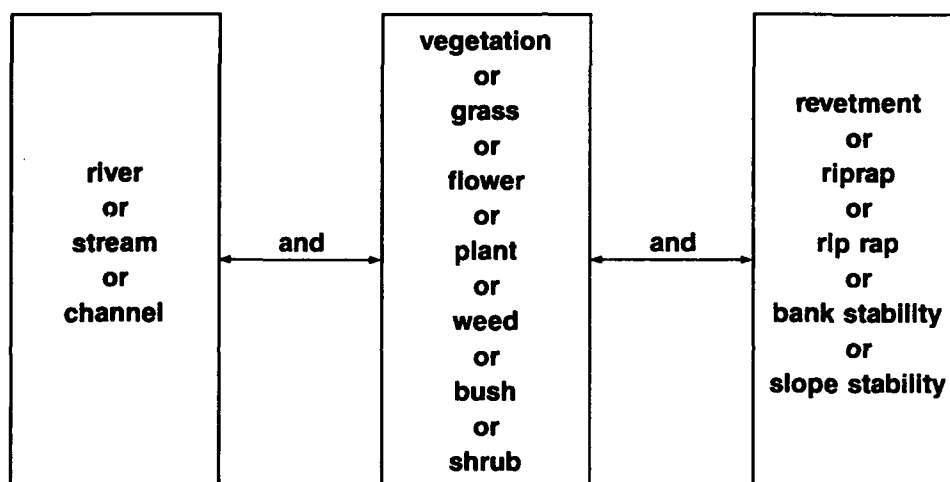 river
or
stream
or
channel
and
vegetation
or
grass
or
flower
or
plant
or
weed
or
bush
or
shrub
and
revetment
or
riprap
or
rip rap
or
bank stability
or
slope stability